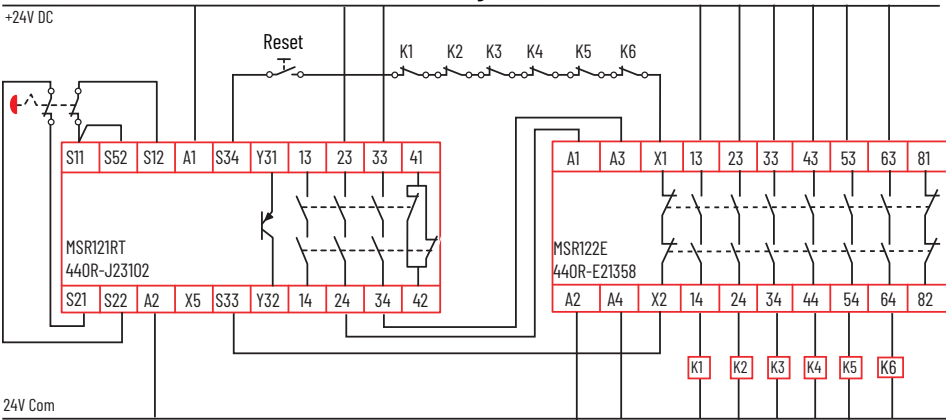 +24V DC
Reset
K1 K2 K3 K4 K5 K6
S11 S52 S12 A1 S34 Y31 13 23 33 41
A1 A3 X1 13 23 33 43 53 63 81
MSR121RT
440R-J23102
MSR122E
440R-E21358
S21 S22 A2 X5 S33 Y32 14 24 34 42
A2 A4 X2 14 24 34 44 54 64 82
K1 K2 K3 K4 K5 K6
24V Com